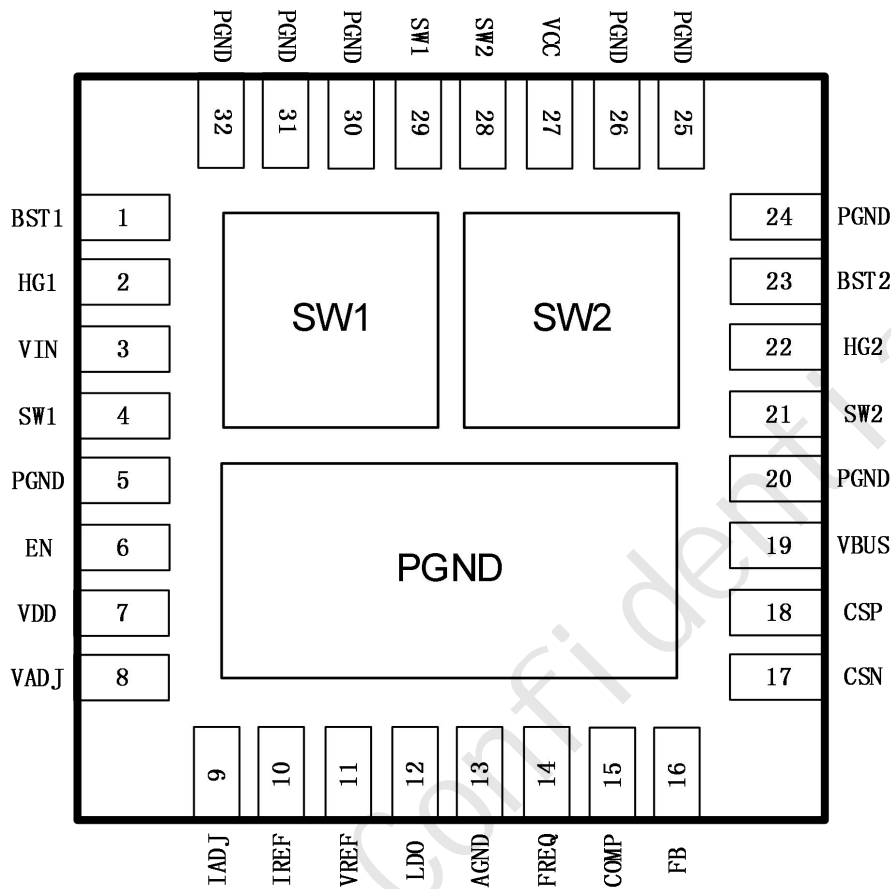 PGND PGND PGND SW1 SW2 VCC PGND PGND
32 31 30 29 28 27 26 25
BST1 1
HG1 2
VIN 3
SW1 4
PGND 5
EN 6
VDD 7
VADJ 8
SW1
SW2
PGND
24 PGND
23 BST2
22 HG2
21 SW2
20 PGND
19 VBUS
18 CSP
17 CSN
9 10 11 12 13 14 15 16
IADJ IREF VREF LDO AGND FREQ COMP FB